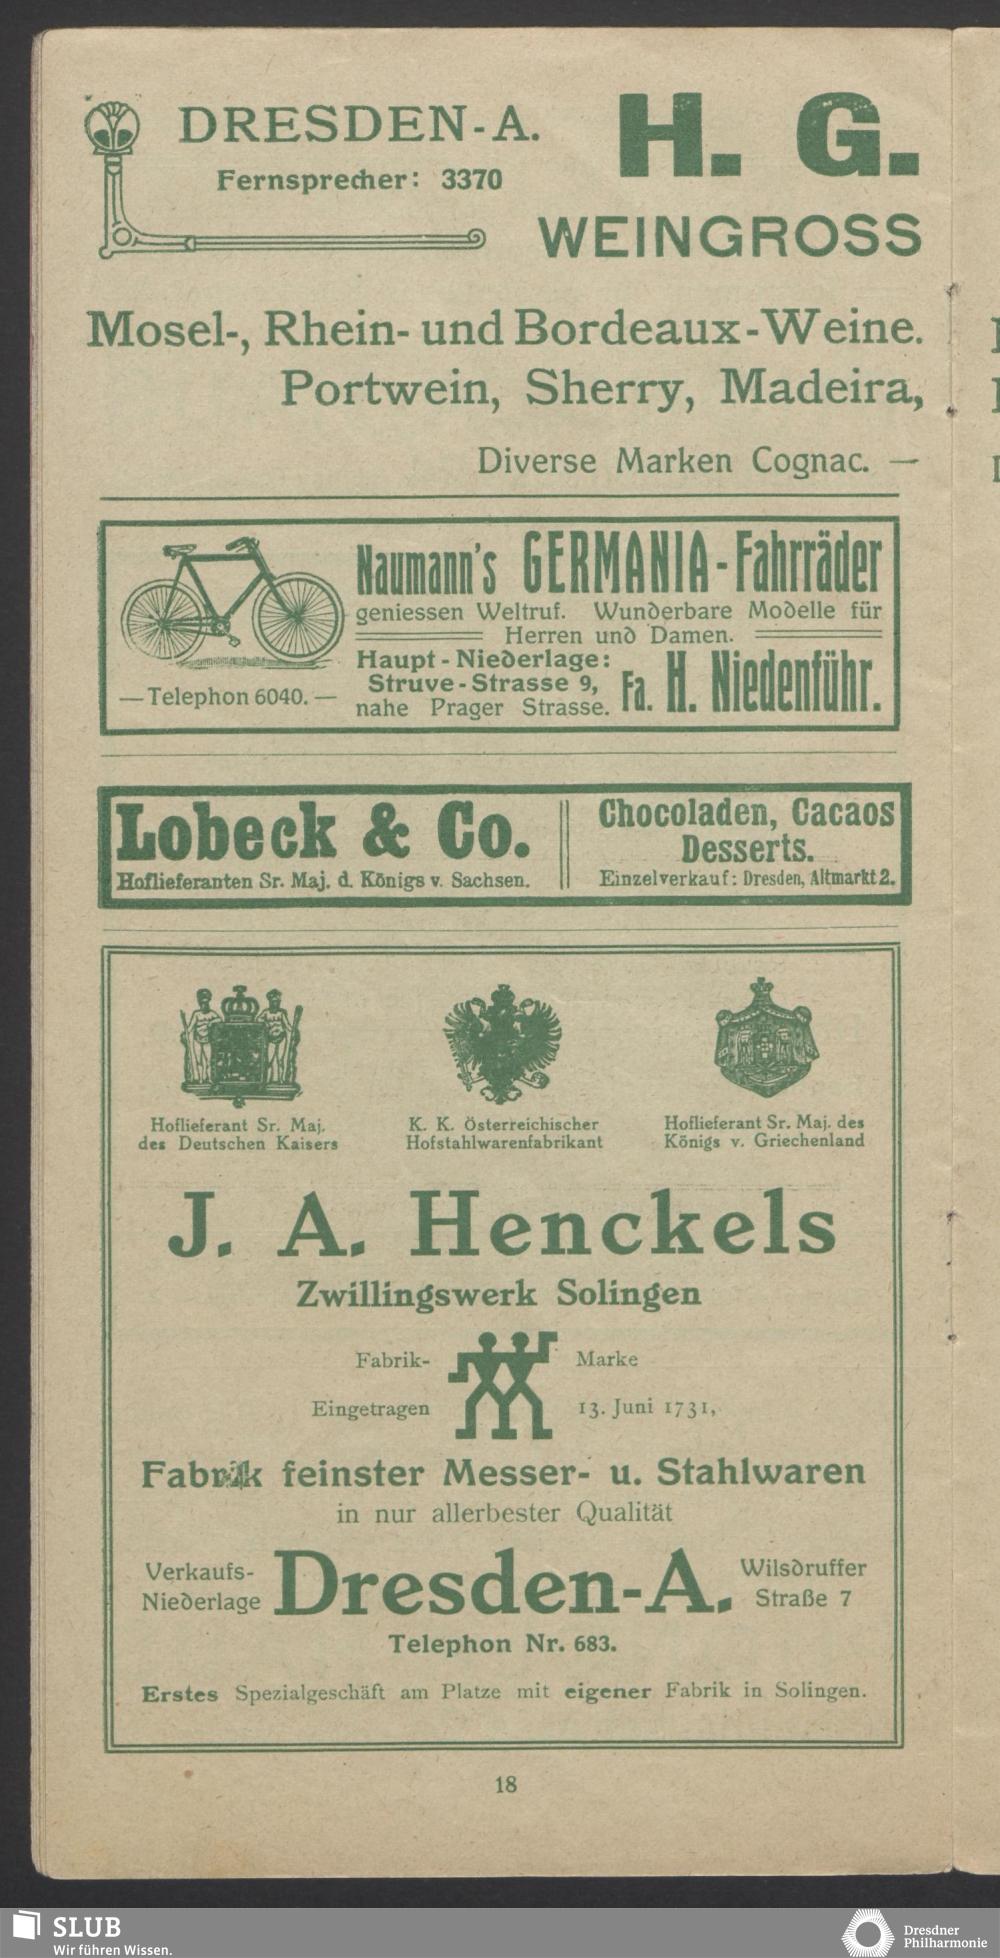 DRESDEN-A.
Fernsprecher: 3370
H. G.
WEINGROSS
Mosel-, Rhein- und Bordeaux-Weine.
Portwein, Sherry, Madeira,
Diverse Marken Cognac. —
Naumann's GERMANIA-Fahrräder
geniessen Weltruf. Wunderbare Modelle für
Herren und Damen.
Haupt-Niederlage:
Struve-Strasse 9,
nahe Prager Strasse.
Fa. H. Niedenführ.
— Telephon 6040. —
Lobeck & Co.
Hoflieferanten Sr. Maj. d. Königs v. Sachsen.
Chocoladen, Cacaos
Desserts.
Einzelverkauf: Dresden, Altmarkt 2.
Hoflieferant Sr. Maj.
des Deutschen Kaisers
K. K. Österreichischer
Hofstahlwarenfabrikant
Hoflieferant Sr. Maj. des
Königs v. Griechenland
J. A. Henckels
Zwillingswerk Solingen
Fabrik- Marke
Eingetragen 13. Juni 1731,
Fabrik feinster Messer- u. Stahlwaren
in nur allerbester Qualität
Verkaufs-
Niederlage
Dresden-A.
Wilsdruffer
Straße 7
Telephon Nr. 683.
Erstes Spezialgeschäft am Platze mit eigener Fabrik in Solingen.
18
SLUB
Wir führen Wissen.
Dresdner
Philharmonie